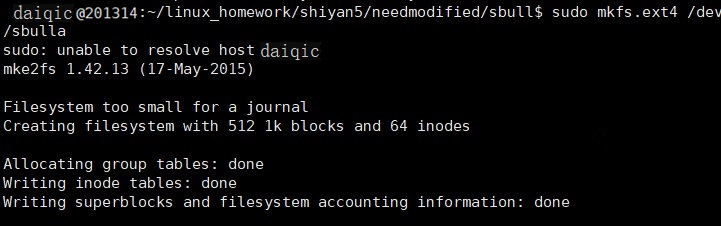 daiqic@201314:~/linux_homework/shiyan5/needmodified/sbull$ sudo mkfs.ext4 /dev
/sbulla
sudo: unable to resolve host daiqic
mke2fs 1.42.13 (17-May-2015)
Filesystem too small for a journal
Creating filesystem with 512 1k blocks and 64 inodes
Allocating group tables: done
Writing inode tables: done
Writing superblocks and filesystem accounting information: done